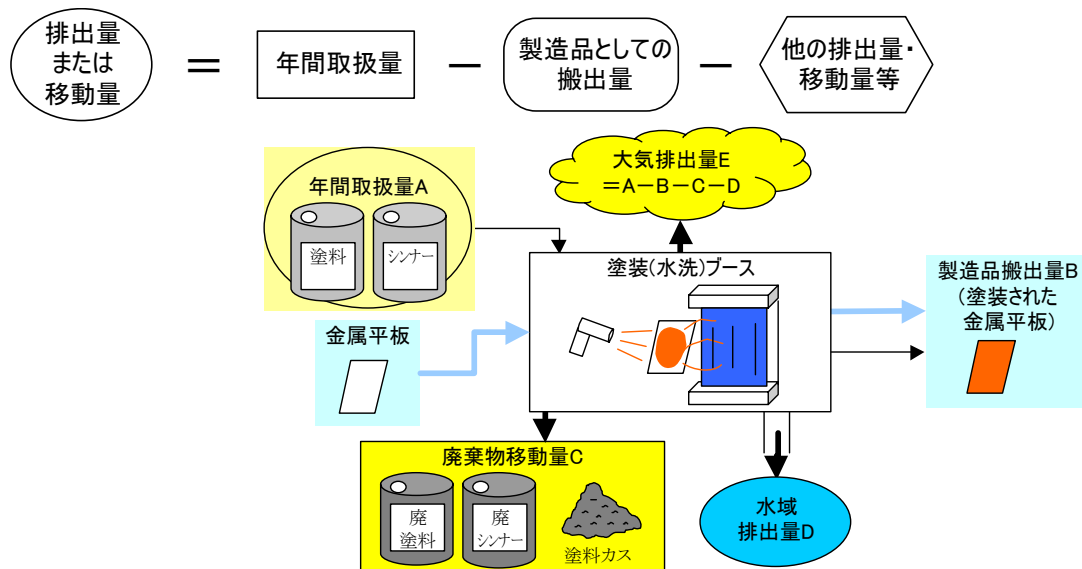 排出量
または
移動量
＝
年間取扱量
－
製造品としての
搬出量
－
他の排出量・
移動量等
年間取扱量A
塗料
シンナー
大気排出量E
＝A－B－C－D
塗装(水洗)ブース
製造品搬出量B
(塗装された
金属平板)
金属平板
廃棄物移動量C
廃
塗料
廃
シンナー
塗料カス
水域
排出量D